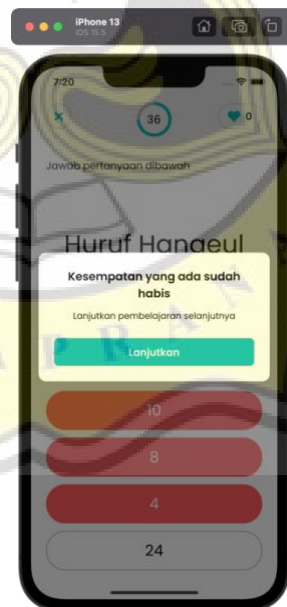 iPhone 13
iOS 15.5
7:20
36
0
Jawab pertanyaan dibawah
Huruf Hangeul
Kesempatan yang ada sudah
habis
Lanjutkan pembelajaran selanjutnya
Lanjutkan
10
8
4
24